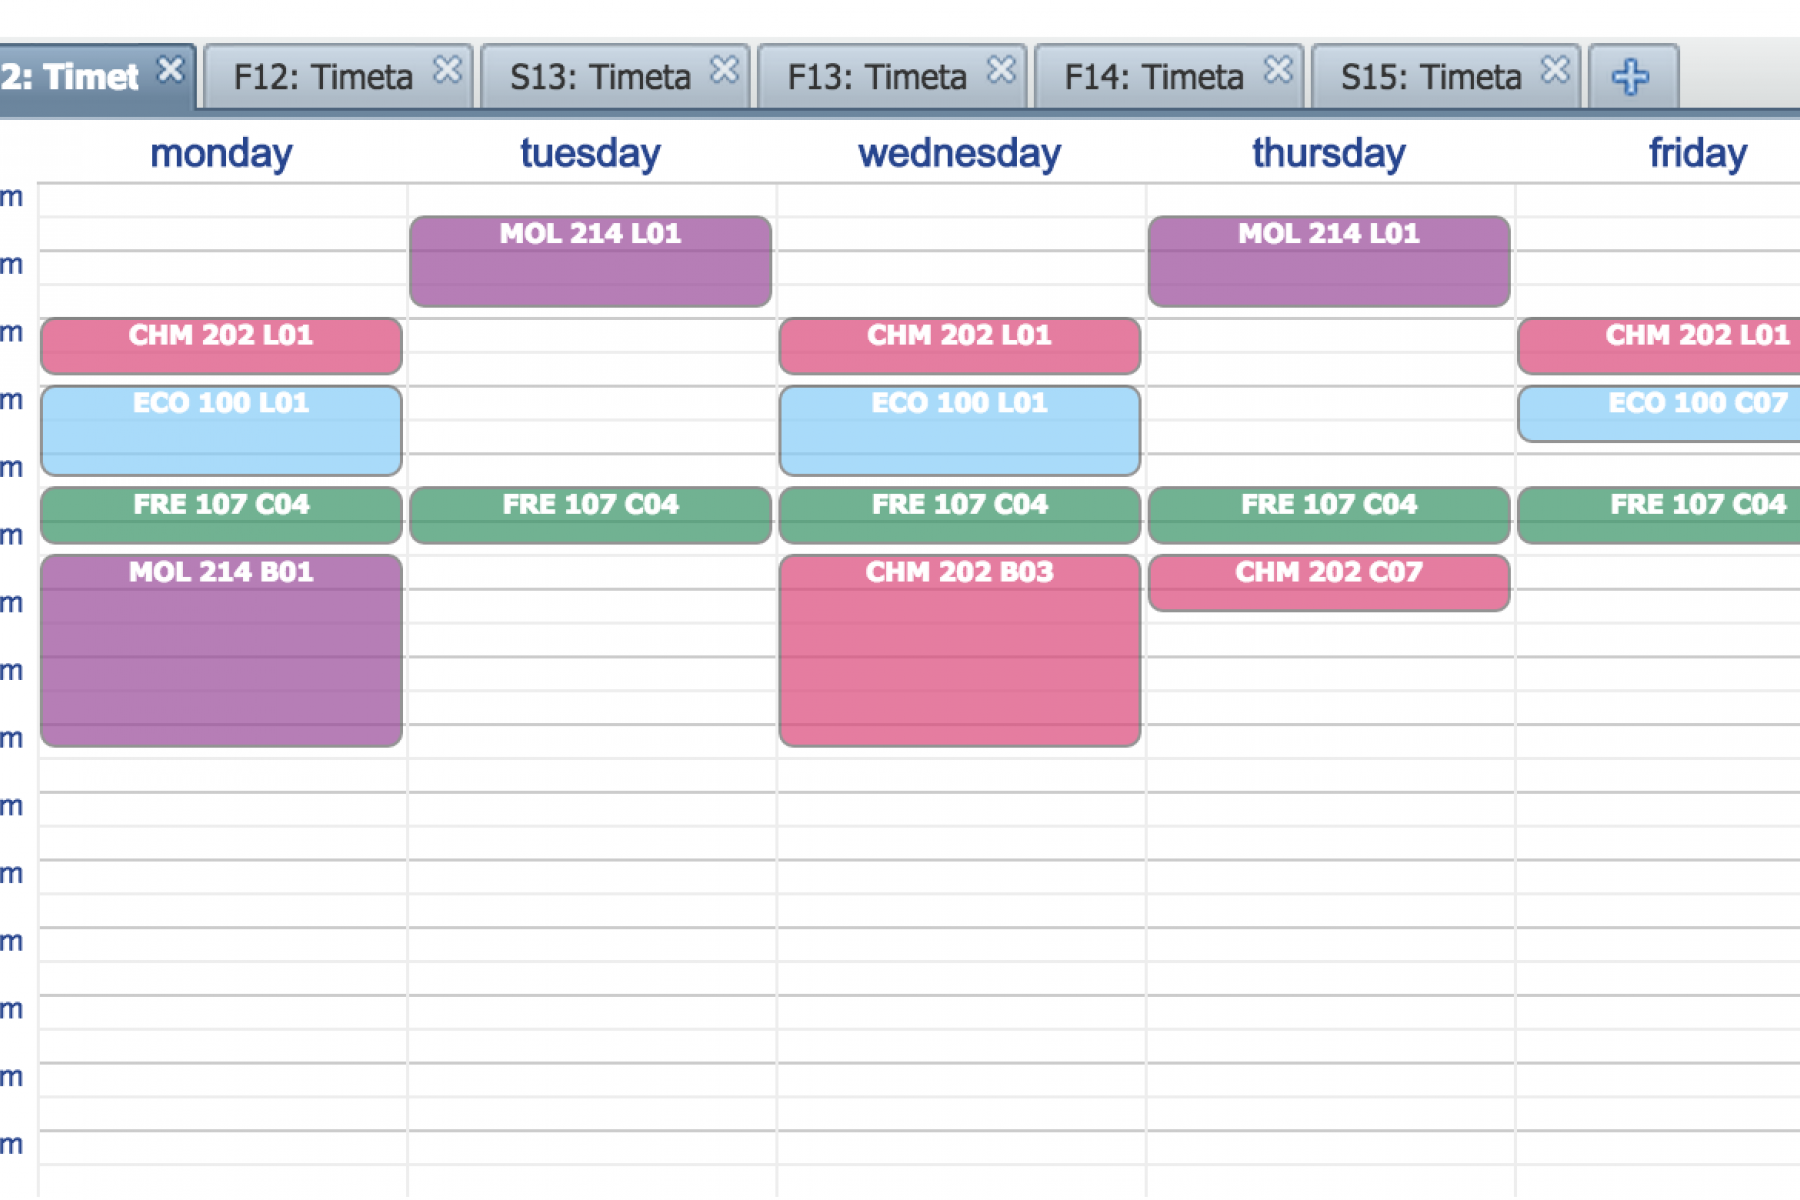 2: Timet F12: Timeta S13: Timeta F13: Timeta F14: Timeta S15: Timeta
monday tuesday wednesday thursday friday
m
MOL 214 L01 MOL 214 L01
m
m CHM 202 L01 CHM 202 L01 CHM 202 L01
m ECO 100 L01 ECO 100 L01 ECO 100 C07
m
FRE 107 C04 FRE 107 C04 FRE 107 C04 FRE 107 C04 FRE 107 C04
m
MOL 214 B01 CHM 202 B03 CHM 202 C07
m
m
m
m
m
m
m
m
m